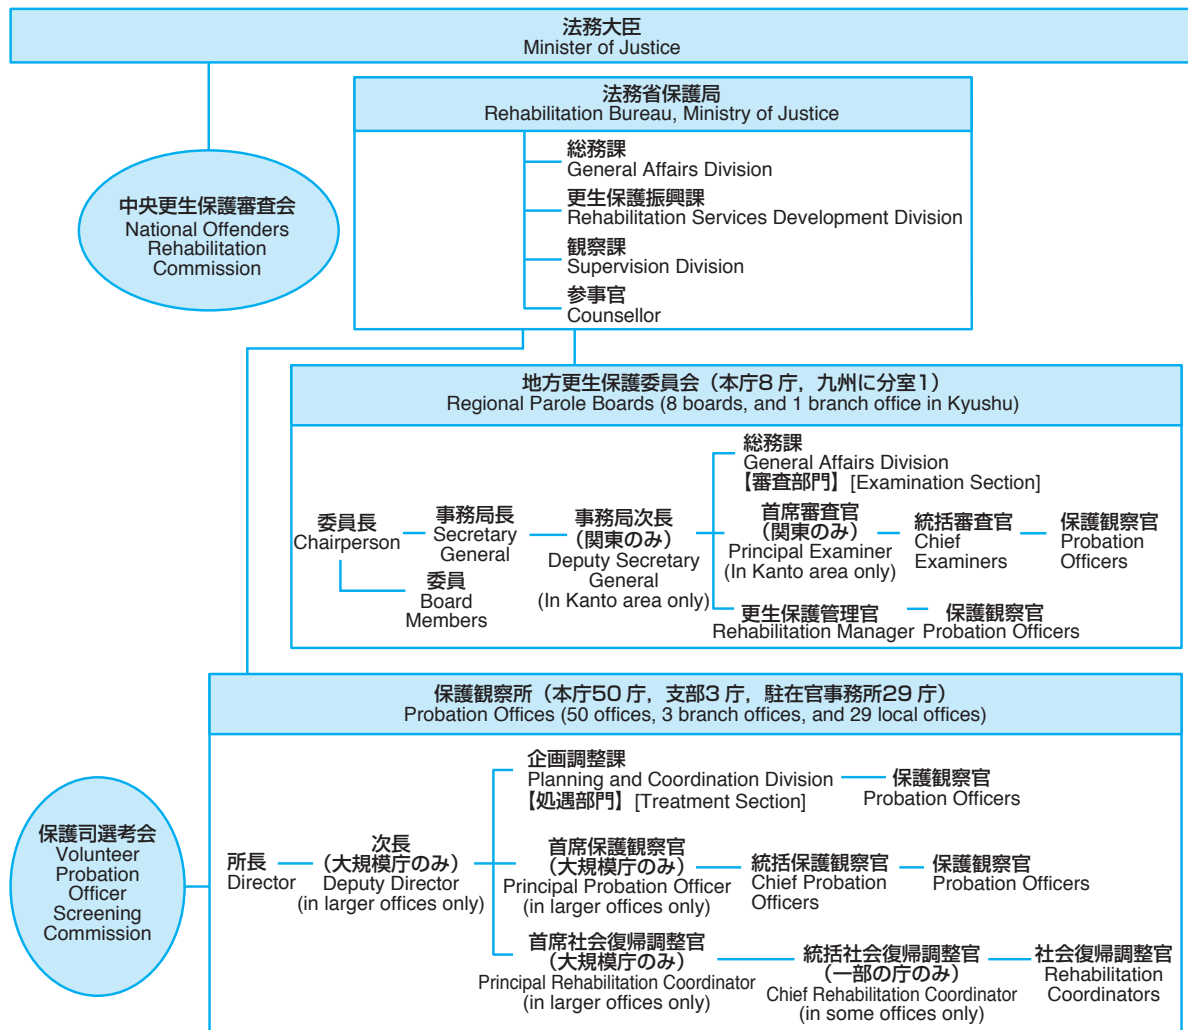 法務大臣
Minister of Justice
法務省保護局
Rehabilitation Bureau, Ministry of Justice
総務課
General Affairs Division
更生保護振興課
Rehabilitation Services Development Division
観察課
Supervision Division
参事官
Counsellor
中央更生保護審査会
National Offenders
Rehabilitation
Commission
地方更生保護委員会（本庁8 庁，九州に分室1）
Regional Parole Boards (8 boards, and 1 branch office in Kyushu)
委員長
Chairperson
委員
Board
Members
事務局長
Secretary
General
事務局次長
（関東のみ）
Deputy Secretary
General
(In Kanto area only)
総務課
General Affairs Division
【審査部門】[Examination Section]
首席審査官
（関東のみ）
Principal Examiner
(In Kanto area only)
統括審査官
Chief
Examiners
保護観察官
Probation
Officers
更生保護管理官
Rehabilitation Manager
保護観察官
Probation Officers
保護観察所（本庁50 庁，支部3 庁，駐在官事務所29 庁）
Probation Offices (50 offices, 3 branch offices, and 29 local offices)
保護司選考会
Volunteer
Probation
Officer
Screening
Commission
所長
Director
次長
（大規模庁のみ）
Deputy Director
(in larger offices only)
企画調整課
Planning and Coordination Division
【処遇部門】[Treatment Section]
保護観察官
Probation Officers
首席保護観察官
（大規模庁のみ）
Principal Probation Officer
(in larger offices only)
統括保護観察官
Chief Probation
Officers
保護観察官
Probation Officers
首席社会復帰調整官
（大規模庁のみ）
Principal Rehabilitation Coordinator
(in larger offices only)
統括社会復帰調整官
（一部の庁のみ）
Chief Rehabilitation Coordinator
(in some offices only)
社会復帰調整官
Rehabilitation
Coordinators